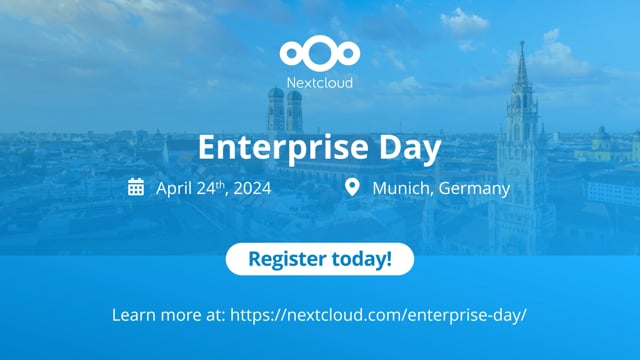 Nextcloud
Enterprise Day
April 24th, 2024 Munich, Germany
Register today!
Learn more at: https://nextcloud.com/enterprise-day/